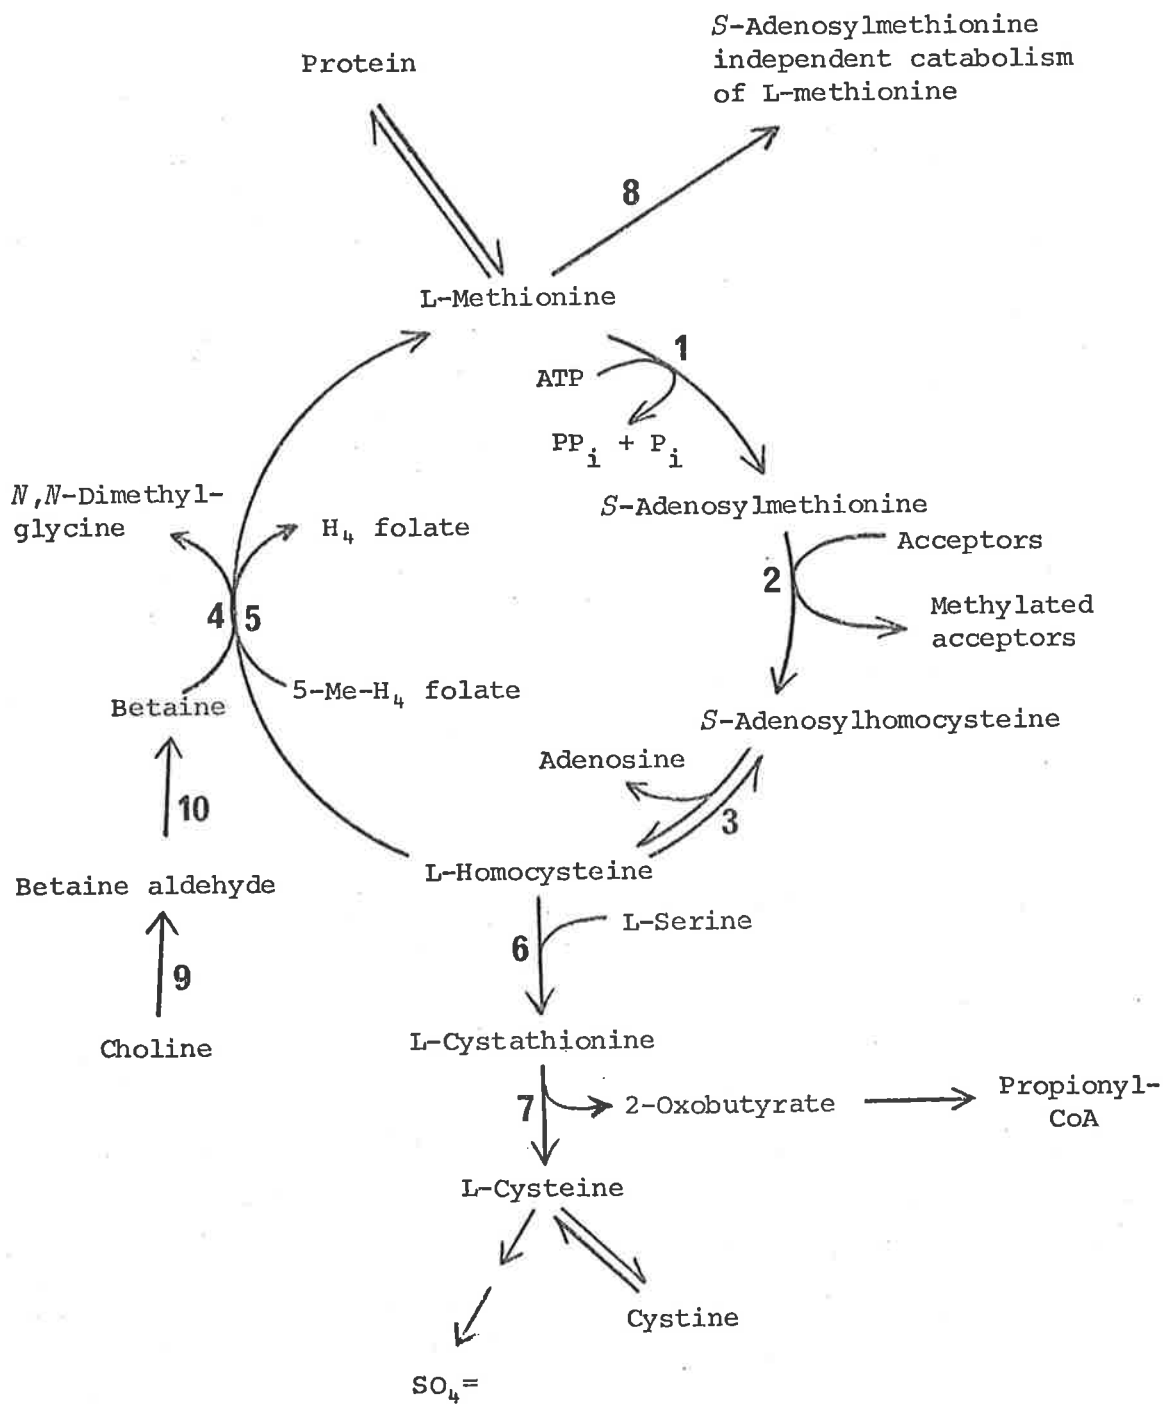 Protein
S-Adenosylmethionine
independent catabolism
of L-methionine
8
L-Methionine
1
ATP
PPi + Pi
N,N-Dimethyl-
glycine
H4 folate
S-Adenosylmethionine
Acceptors
2
Methylated
acceptors
4
5
5-Me-H4 folate
Betaine
S-Adenosylhomocysteine
Adenosine
3
10
L-Homocysteine
Betaine aldehyde
L-Serine
6
9
Choline
L-Cystathionine
7
2-Oxobutyrate
Propionyl-
CoA
L-Cysteine
Cystine
SO4=